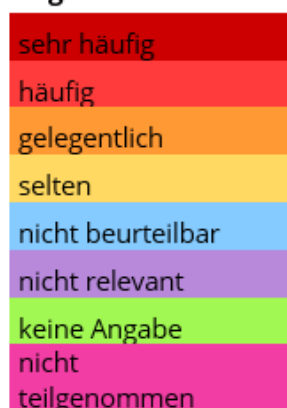 sehr häufig
häufig
gelegentlich
selten
nicht beurteilbar
nicht relevant
keine Angabe
nicht
teilgenommen